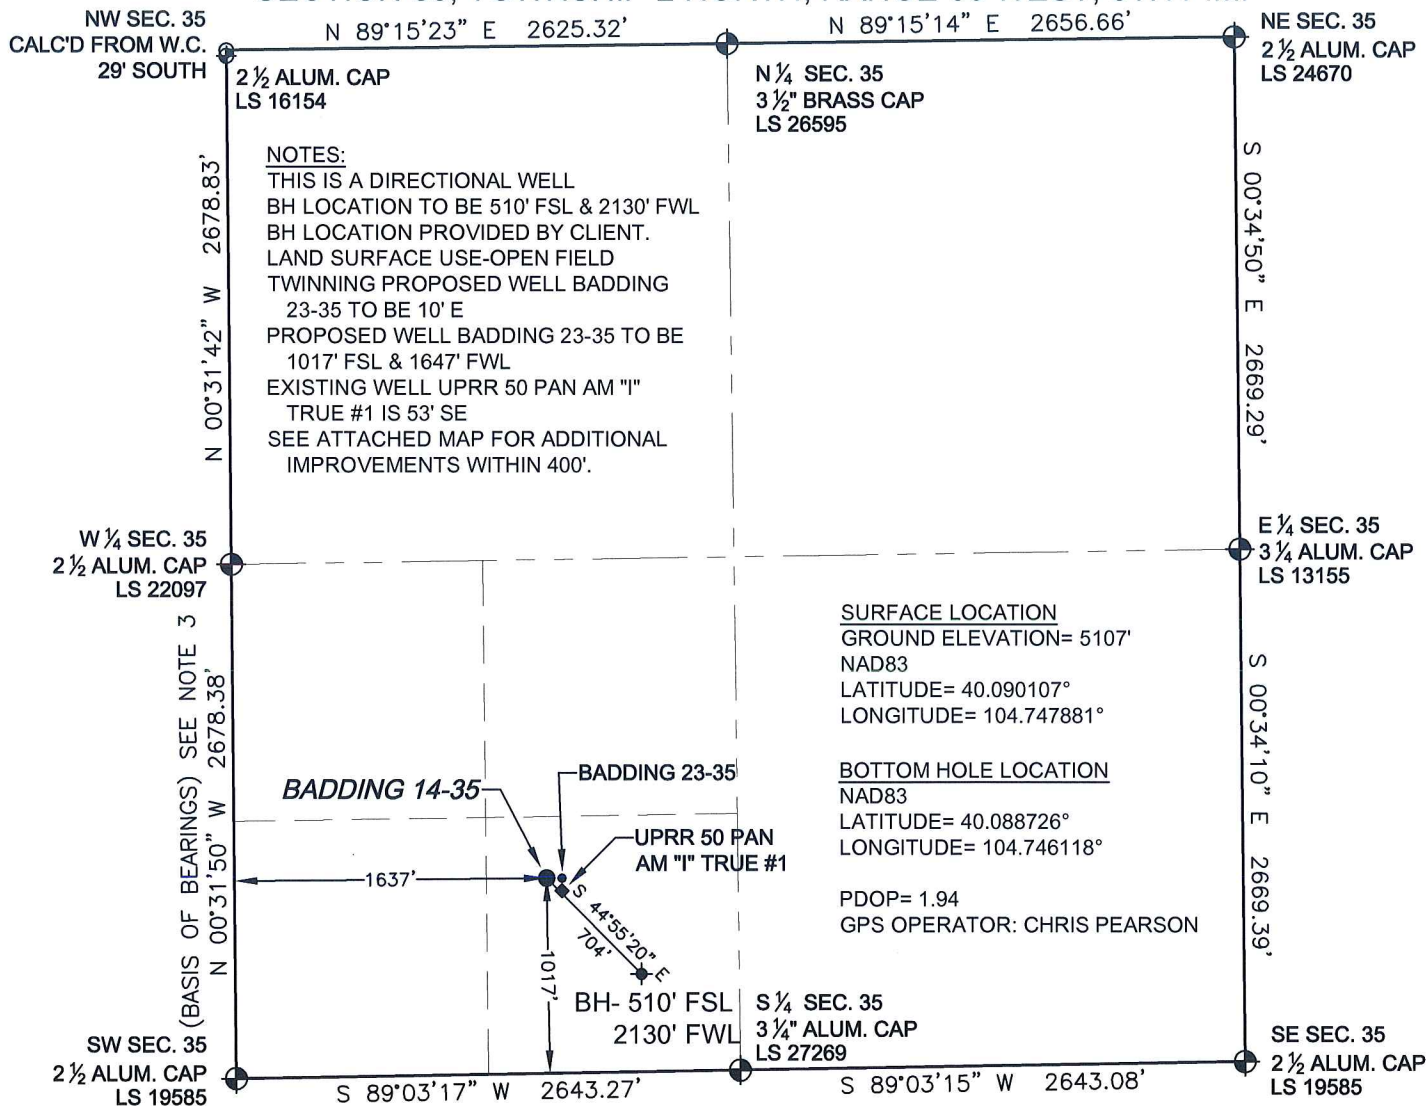 NW SEC. 35
CALC'D FROM W.C.
29' SOUTH
N 89°15'23" E 2625.32'
N 89°15'14" E 2656.66'
NE SEC. 35
2 ½ ALUM. CAP
LS 24670
2 ½ ALUM. CAP
LS 16154
N ¼ SEC. 35
3 ½" BRASS CAP
LS 26595
NOTES:
THIS IS A DIRECTIONAL WELL
BH LOCATION TO BE 510' FSL & 2130' FWL
BH LOCATION PROVIDED BY CLIENT.
LAND SURFACE USE-OPEN FIELD
TWINNING PROPOSED WELL BADDING
23-35 TO BE 10' E
PROPOSED WELL BADDING 23-35 TO BE
1017' FSL & 1647' FWL
EXISTING WELL UPRR 50 PAN AM "I"
TRUE #1 IS 53' SE
SEE ATTACHED MAP FOR ADDITIONAL
IMPROVEMENTS WITHIN 400'.
N 00°31'42" W 2678.83'
S 00°34'50" E 2669.29'
W ¼ SEC. 35
2 ½ ALUM. CAP
LS 22097
E ¼ SEC. 35
3 ¼ ALUM. CAP
LS 13155
(BASIS OF BEARINGS) SEE NOTE 3
N 00°31'50" W 2678.38'
SURFACE LOCATION
GROUND ELEVATION= 5107'
NAD83
LATITUDE= 40.090107°
LONGITUDE= 104.747881°
BOTTOM HOLE LOCATION
NAD83
LATITUDE= 40.088726°
LONGITUDE= 104.746118°
PDOP= 1.94
GPS OPERATOR: CHRIS PEARSON
S 00°34'10" E 2669.39'
BADDING 14-35
BADDING 23-35
UPRR 50 PAN
AM "I" TRUE #1
1637'
S 44°55'20" E
704'
1017'
BH- 510' FSL
2130' FWL
S ¼ SEC. 35
3 ¼" ALUM. CAP
LS 27269
SW SEC. 35
2 ½ ALUM. CAP
LS 19585
S 89°03'17" W 2643.27'
S 89°03'15" W 2643.08'
SE SEC. 35
2 ½ ALUM. CAP
LS 19585